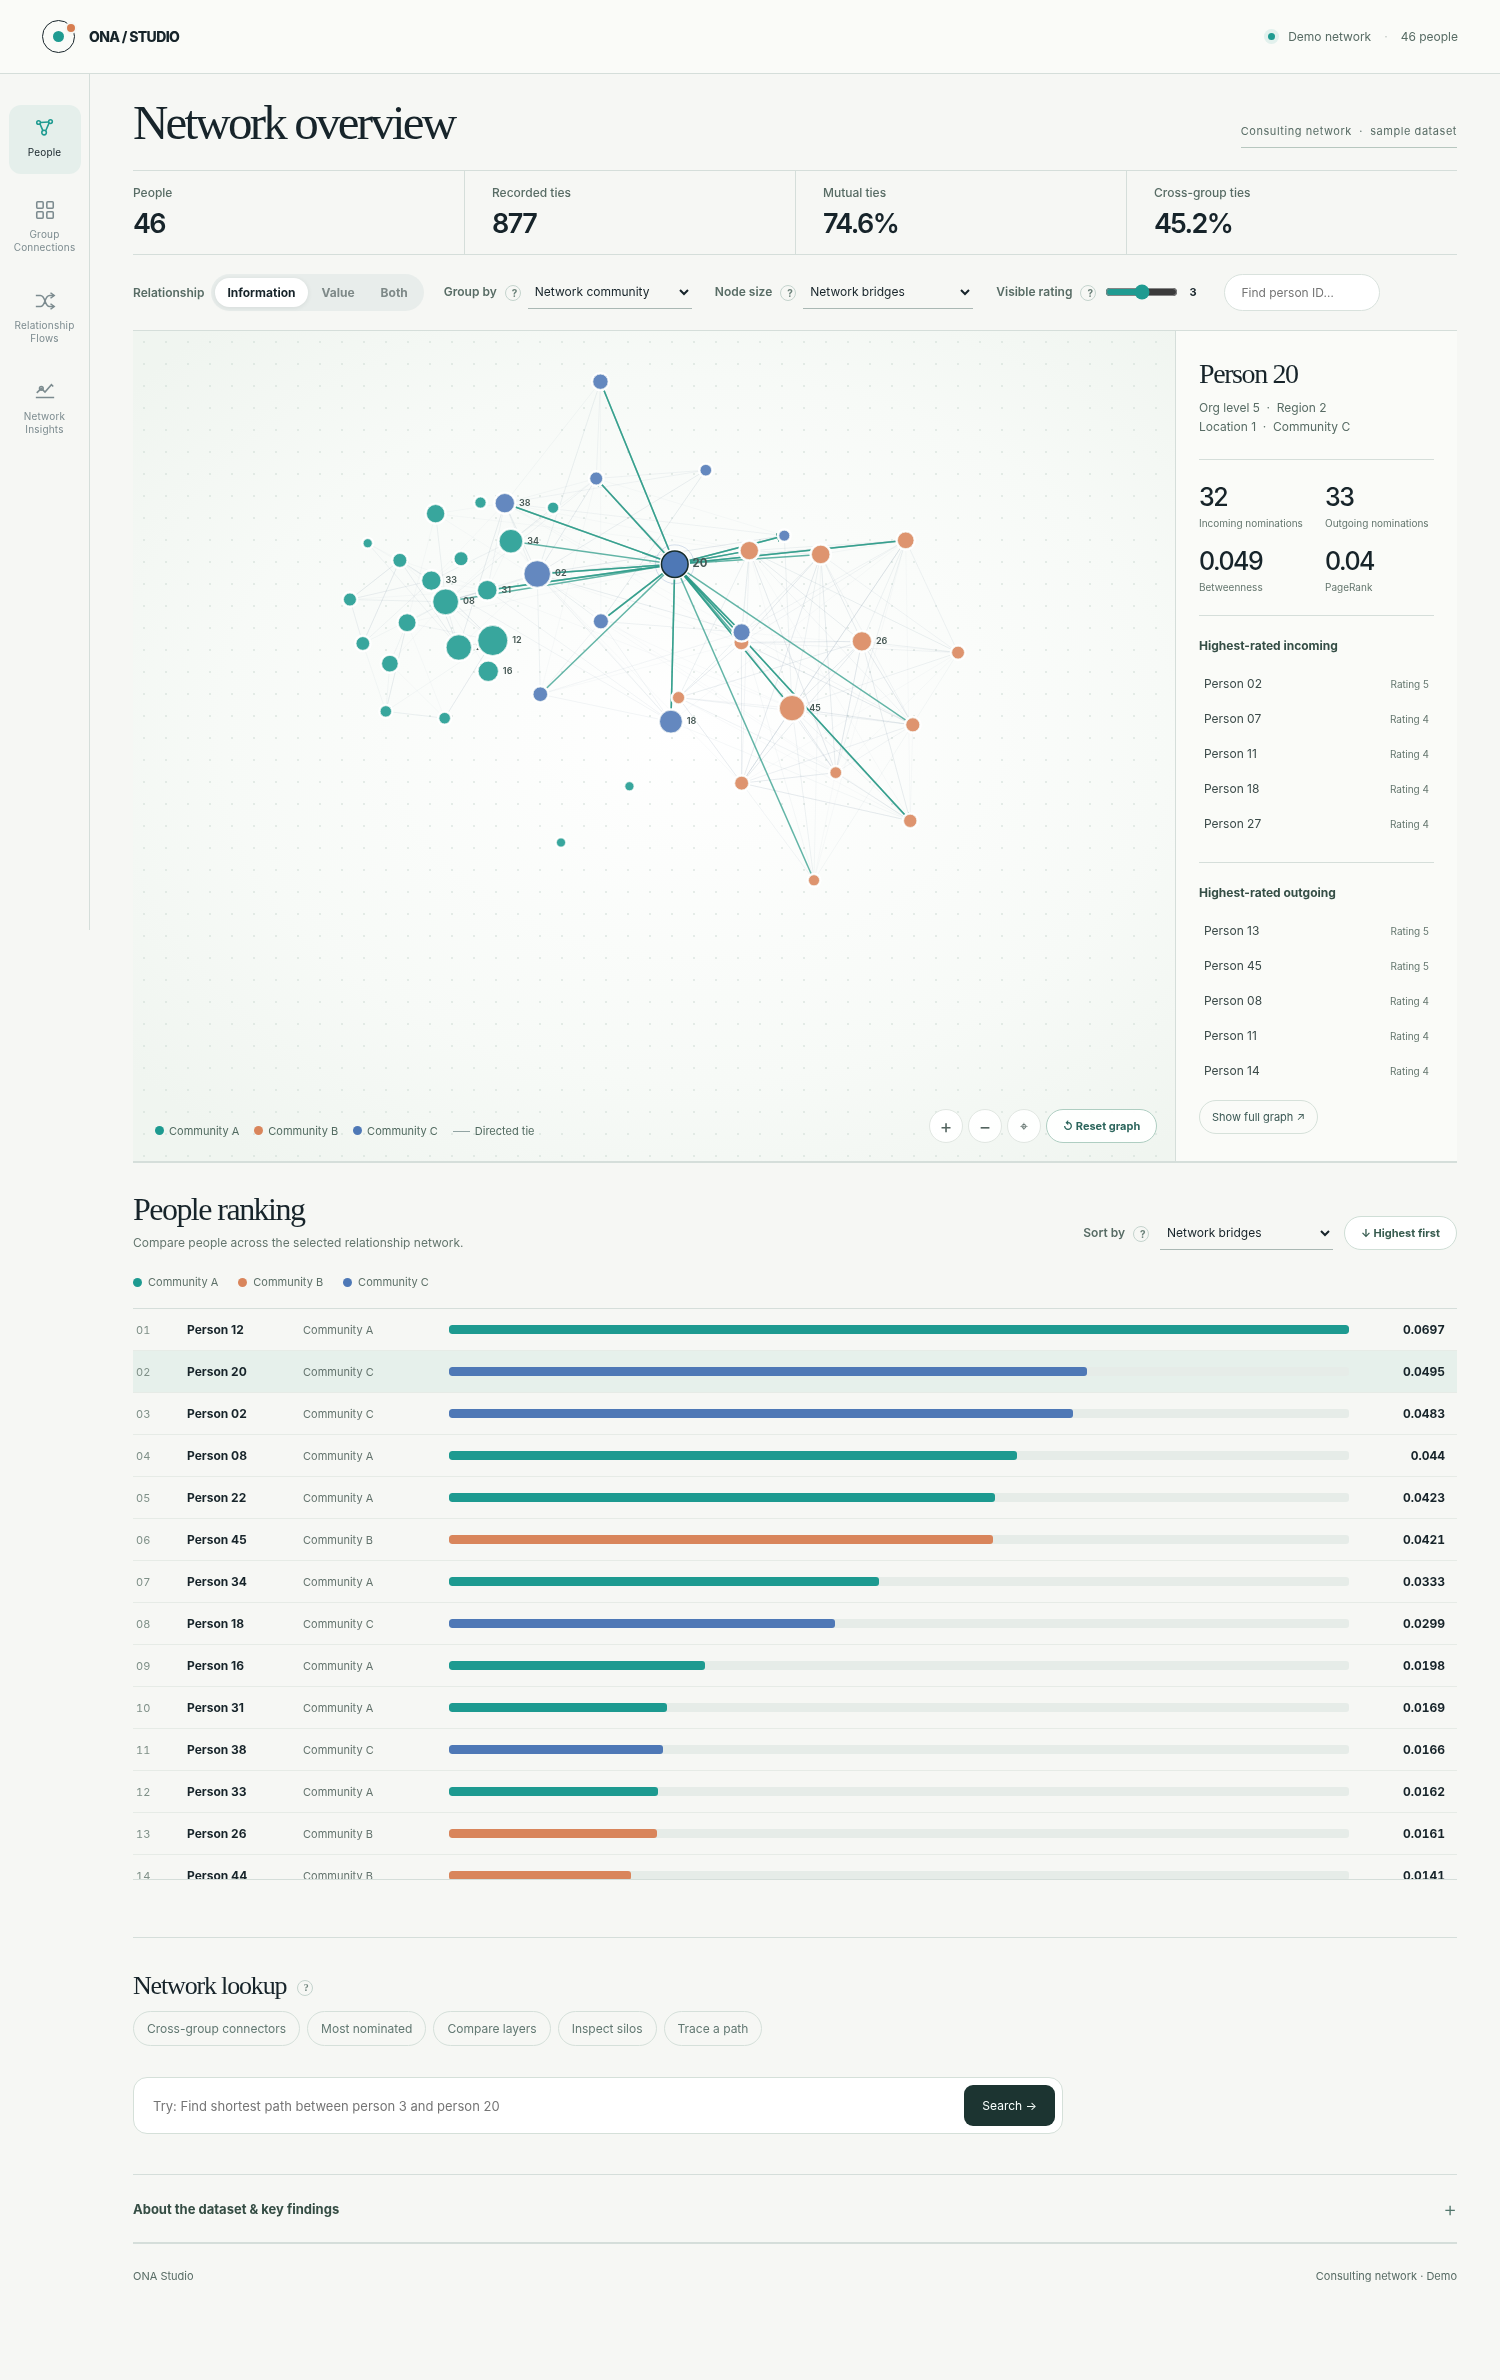 ONA / STUDIO
Demo network · 46 people
People
Group
Connections
Relationship
Flows
Network
Insights
Network overview
Consulting network · sample dataset
People
46
Recorded ties
877
Mutual ties
74.6%
Cross-group ties
45.2%
Relationship Information Value Both Group by ? Network community Node size ? Network bridges Visible rating ? 3 Find person ID...
38
34
02
20
33
31
08
12
16
26
45
18
Community A Community B Community C Directed tie
+ − ⌖ ↺ Reset graph
Person 20
Org level 5 · Region 2
Location 1 · Community C
32 33
Incoming nominations Outgoing nominations
0.049 0.04
Betweenness PageRank
Highest-rated incoming
Person 02 Rating 5
Person 07 Rating 4
Person 11 Rating 4
Person 18 Rating 4
Person 27 Rating 4
Highest-rated outgoing
Person 13 Rating 5
Person 45 Rating 5
Person 08 Rating 4
Person 11 Rating 4
Person 14 Rating 4
Show full graph ↗
People ranking
Compare people across the selected relationship network.
Sort by ? Network bridges ↓ Highest first
Community A Community B Community C
01 Person 12 Community A 0.0697
02 Person 20 Community C 0.0495
03 Person 02 Community C 0.0483
04 Person 08 Community A 0.044
05 Person 22 Community A 0.0423
06 Person 45 Community B 0.0421
07 Person 34 Community A 0.0333
08 Person 18 Community C 0.0299
09 Person 16 Community A 0.0198
10 Person 31 Community A 0.0169
11 Person 38 Community C 0.0166
12 Person 33 Community A 0.0162
13 Person 26 Community B 0.0161
14 Person 44 Community B 0.0141
Network lookup ?
Cross-group connectors Most nominated Compare layers Inspect silos Trace a path
Try: Find shortest path between person 3 and person 20
Search →
About the dataset & key findings +
ONA Studio
Consulting network · Demo